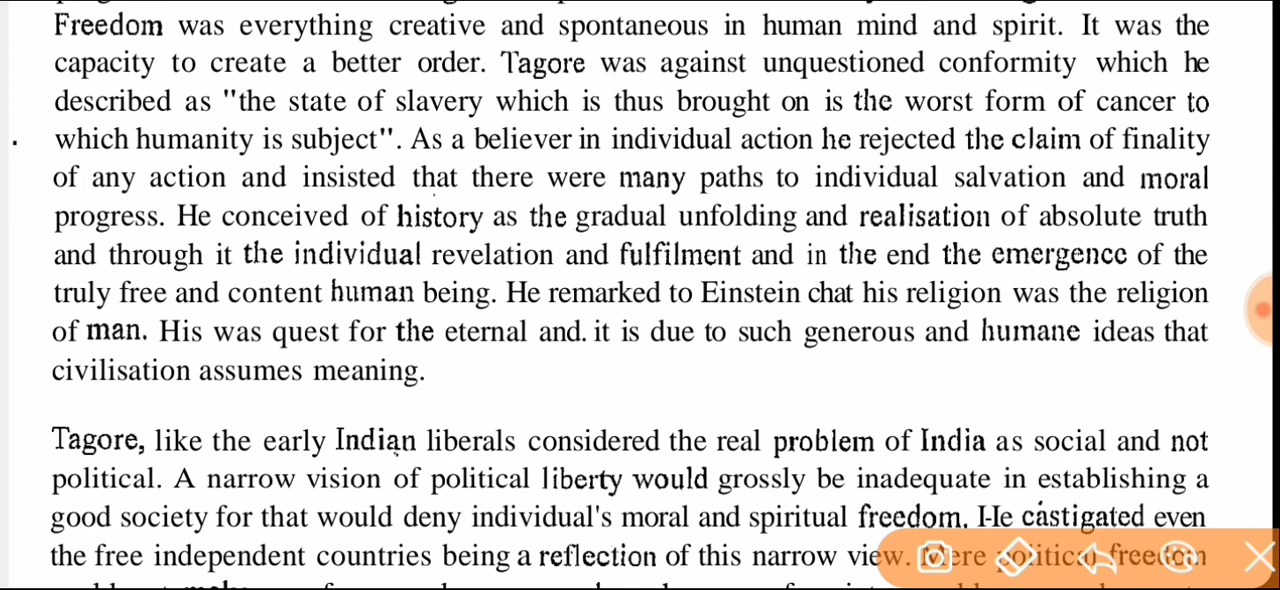 Freedom was everything creative and spontaneous in human mind and spirit. It was the
capacity to create a better order. Tagore was against unquestioned conformity which he
described as "the state of slavery which is thus brought on is the worst form of cancer to
which humanity is subject". As a believer in individual action he rejected the claim of finality
of any action and insisted that there were many paths to individual salvation and moral
progress. He conceived of history as the gradual unfolding and realisation of absolute truth
and through it the individual revelation and fulfilment and in the end the emergencc of the
truly free and content human being. He remarked to Einstein chat his religion was the religion
of man. His was quest for the eternal and. it is due to such generous and humane ideas that
civilisation assumes meaning.
Tagore, like the early Indian liberals considered the real problem of India as social and not
political. A narrow vision of political liberty would grossly be inadequate in establishing a
good society for that would deny individual's moral and spiritual freedom. I-Ie castigated even
the free independent countries being a reflection of this narrow view. Mere political freedom